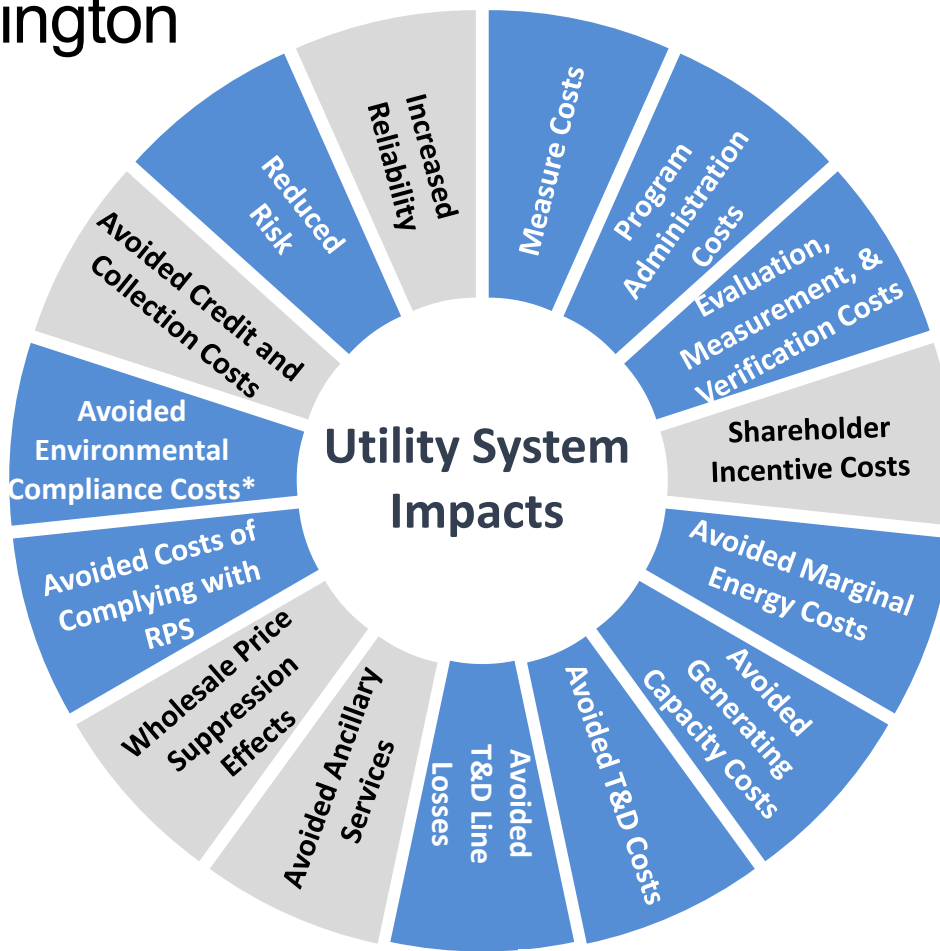 ington
Utility System
Impacts
Measure Costs
Program
Administration
Costs
Evaluation,
Measurement, &
Verification Costs
Shareholder
Incentive Costs
Avoided Marginal
Energy Costs
Avoided
Generating
Capacity Costs
Avoided T&D Costs
Avoided
T&D Line
Losses
Avoided Ancillary
Services
Wholesale Price
Suppression
Effects
Avoided Costs of
Complying with
RPS
Avoided
Environmental
Compliance Costs*
Avoided Credit and
Collection Costs
Reduced
Risk
Increased
Reliability